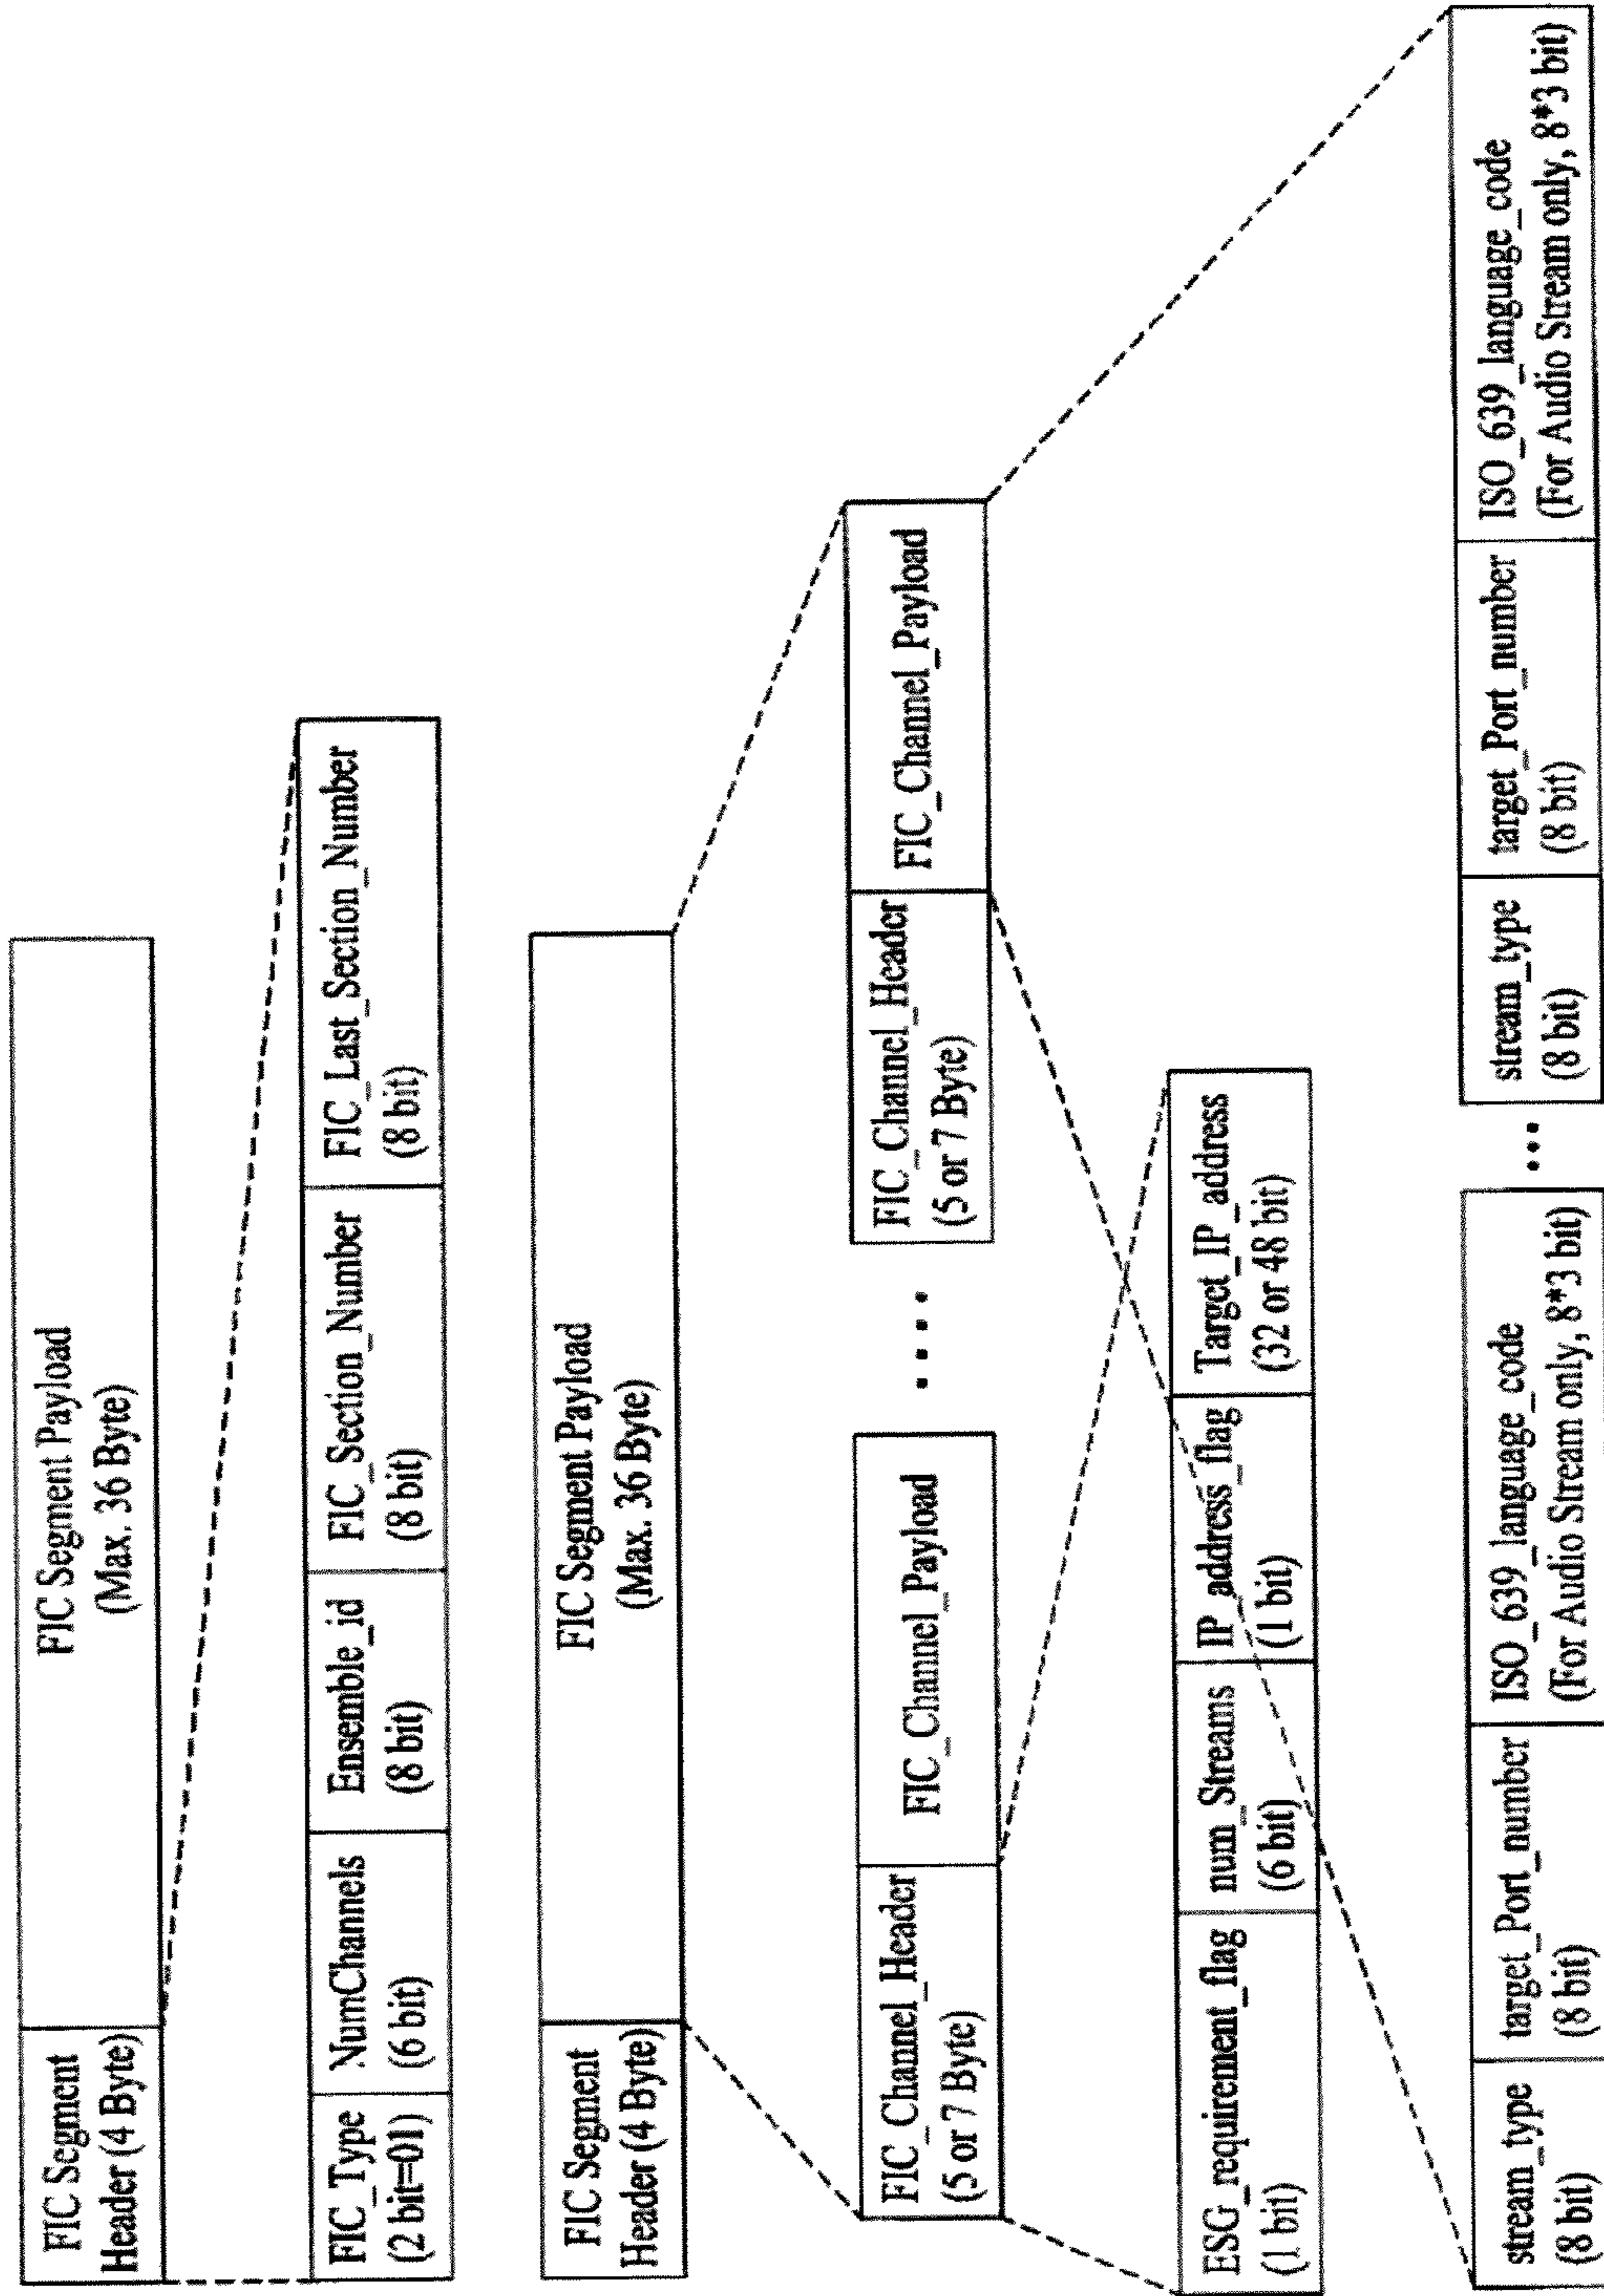 FIC Segment
Header (4 Byte)
FIC Segment Payload
(Max. 36 Byte)
FIC_Type
(2 bit=01)
NumChannels
(6 bit)
Ensemble_id
(8 bit)
FIC_Section_Number
(8 bit)
FIC_Last_Section_Number
(8 bit)
FIC Segment
Header (4 Byte)
FIC Segment Payload
(Max. 36 Byte)
FIC_Channel_Header
(5 or 7 Byte)
FIC_Channel_Payload
....
FIC_Channel_Header
(5 or 7 Byte)
FIC_Channel_Payload
ESG_requirement_flag
(1 bit)
num_Streams
(6 bit)
IP_address_flag
(1 bit)
Target_IP_address
(32 or 48 bit)
stream_type
(8 bit)
target_Port_number
(8 bit)
ISO_639_language_code
(For Audio Stream only, 8*3 bit)
...
stream_type
(8 bit)
target_Port_number
(8 bit)
ISO_639_language_code
(For Audio Stream only, 8*3 bit)